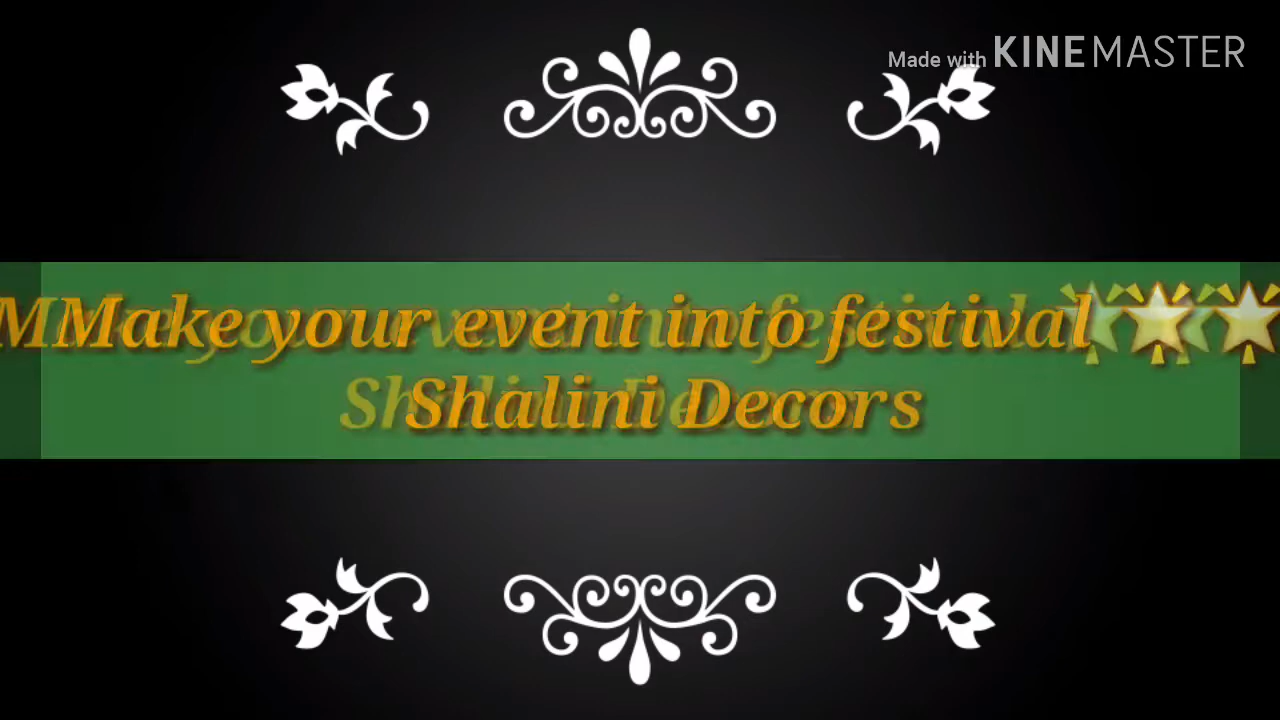 Made with KINEMASTER
Make your event into festival🌟🌟
Shalini Decors